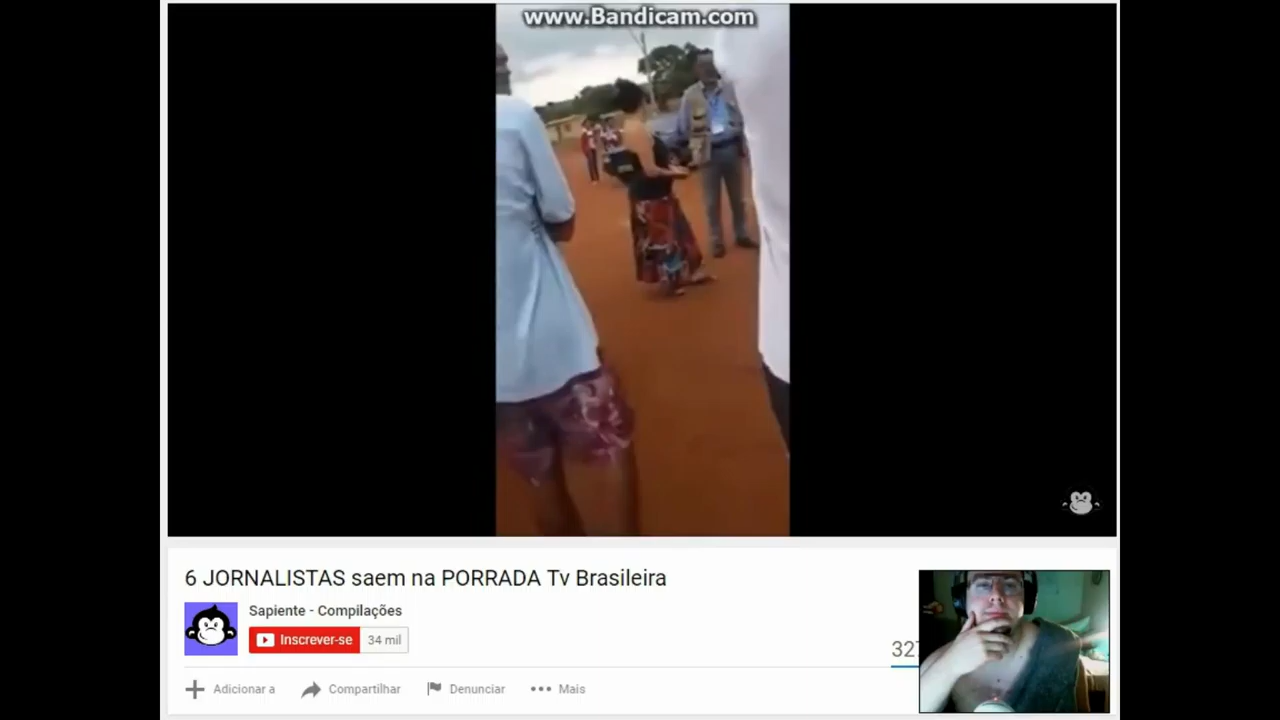 www.Bandicam.com
6 JORNALISTAS saem na PORRADA Tv Brasileira
Sapiente - Compilações
Inscrever-se 34 mil
327
Adicionar a Compartilhar Denunciar Mais